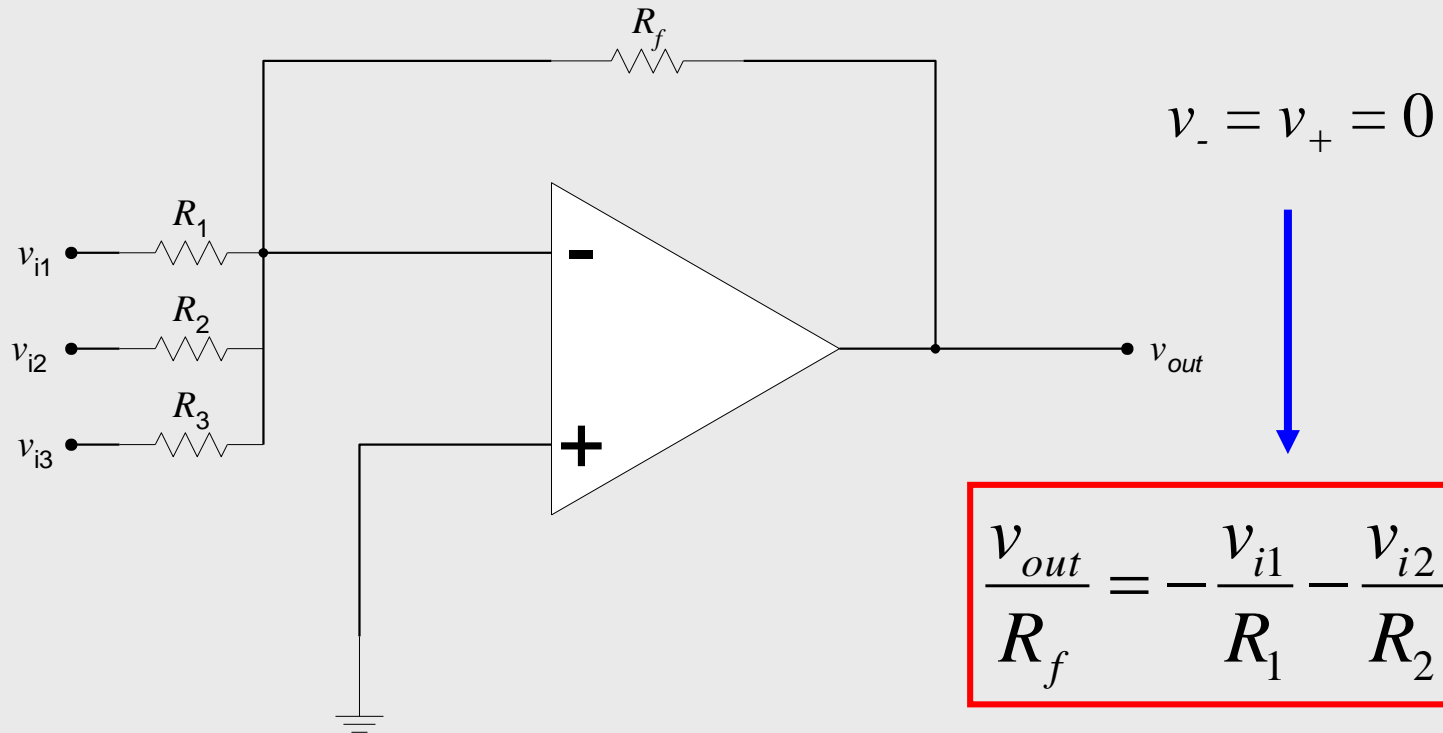 R_f
v_- = v_+ = 0
R_1
v_i1
-
R_2
v_i2
v_out
R_3
v_i3
+
v_out / R_f = − v_i1 / R_1 − v_i2 / R_2